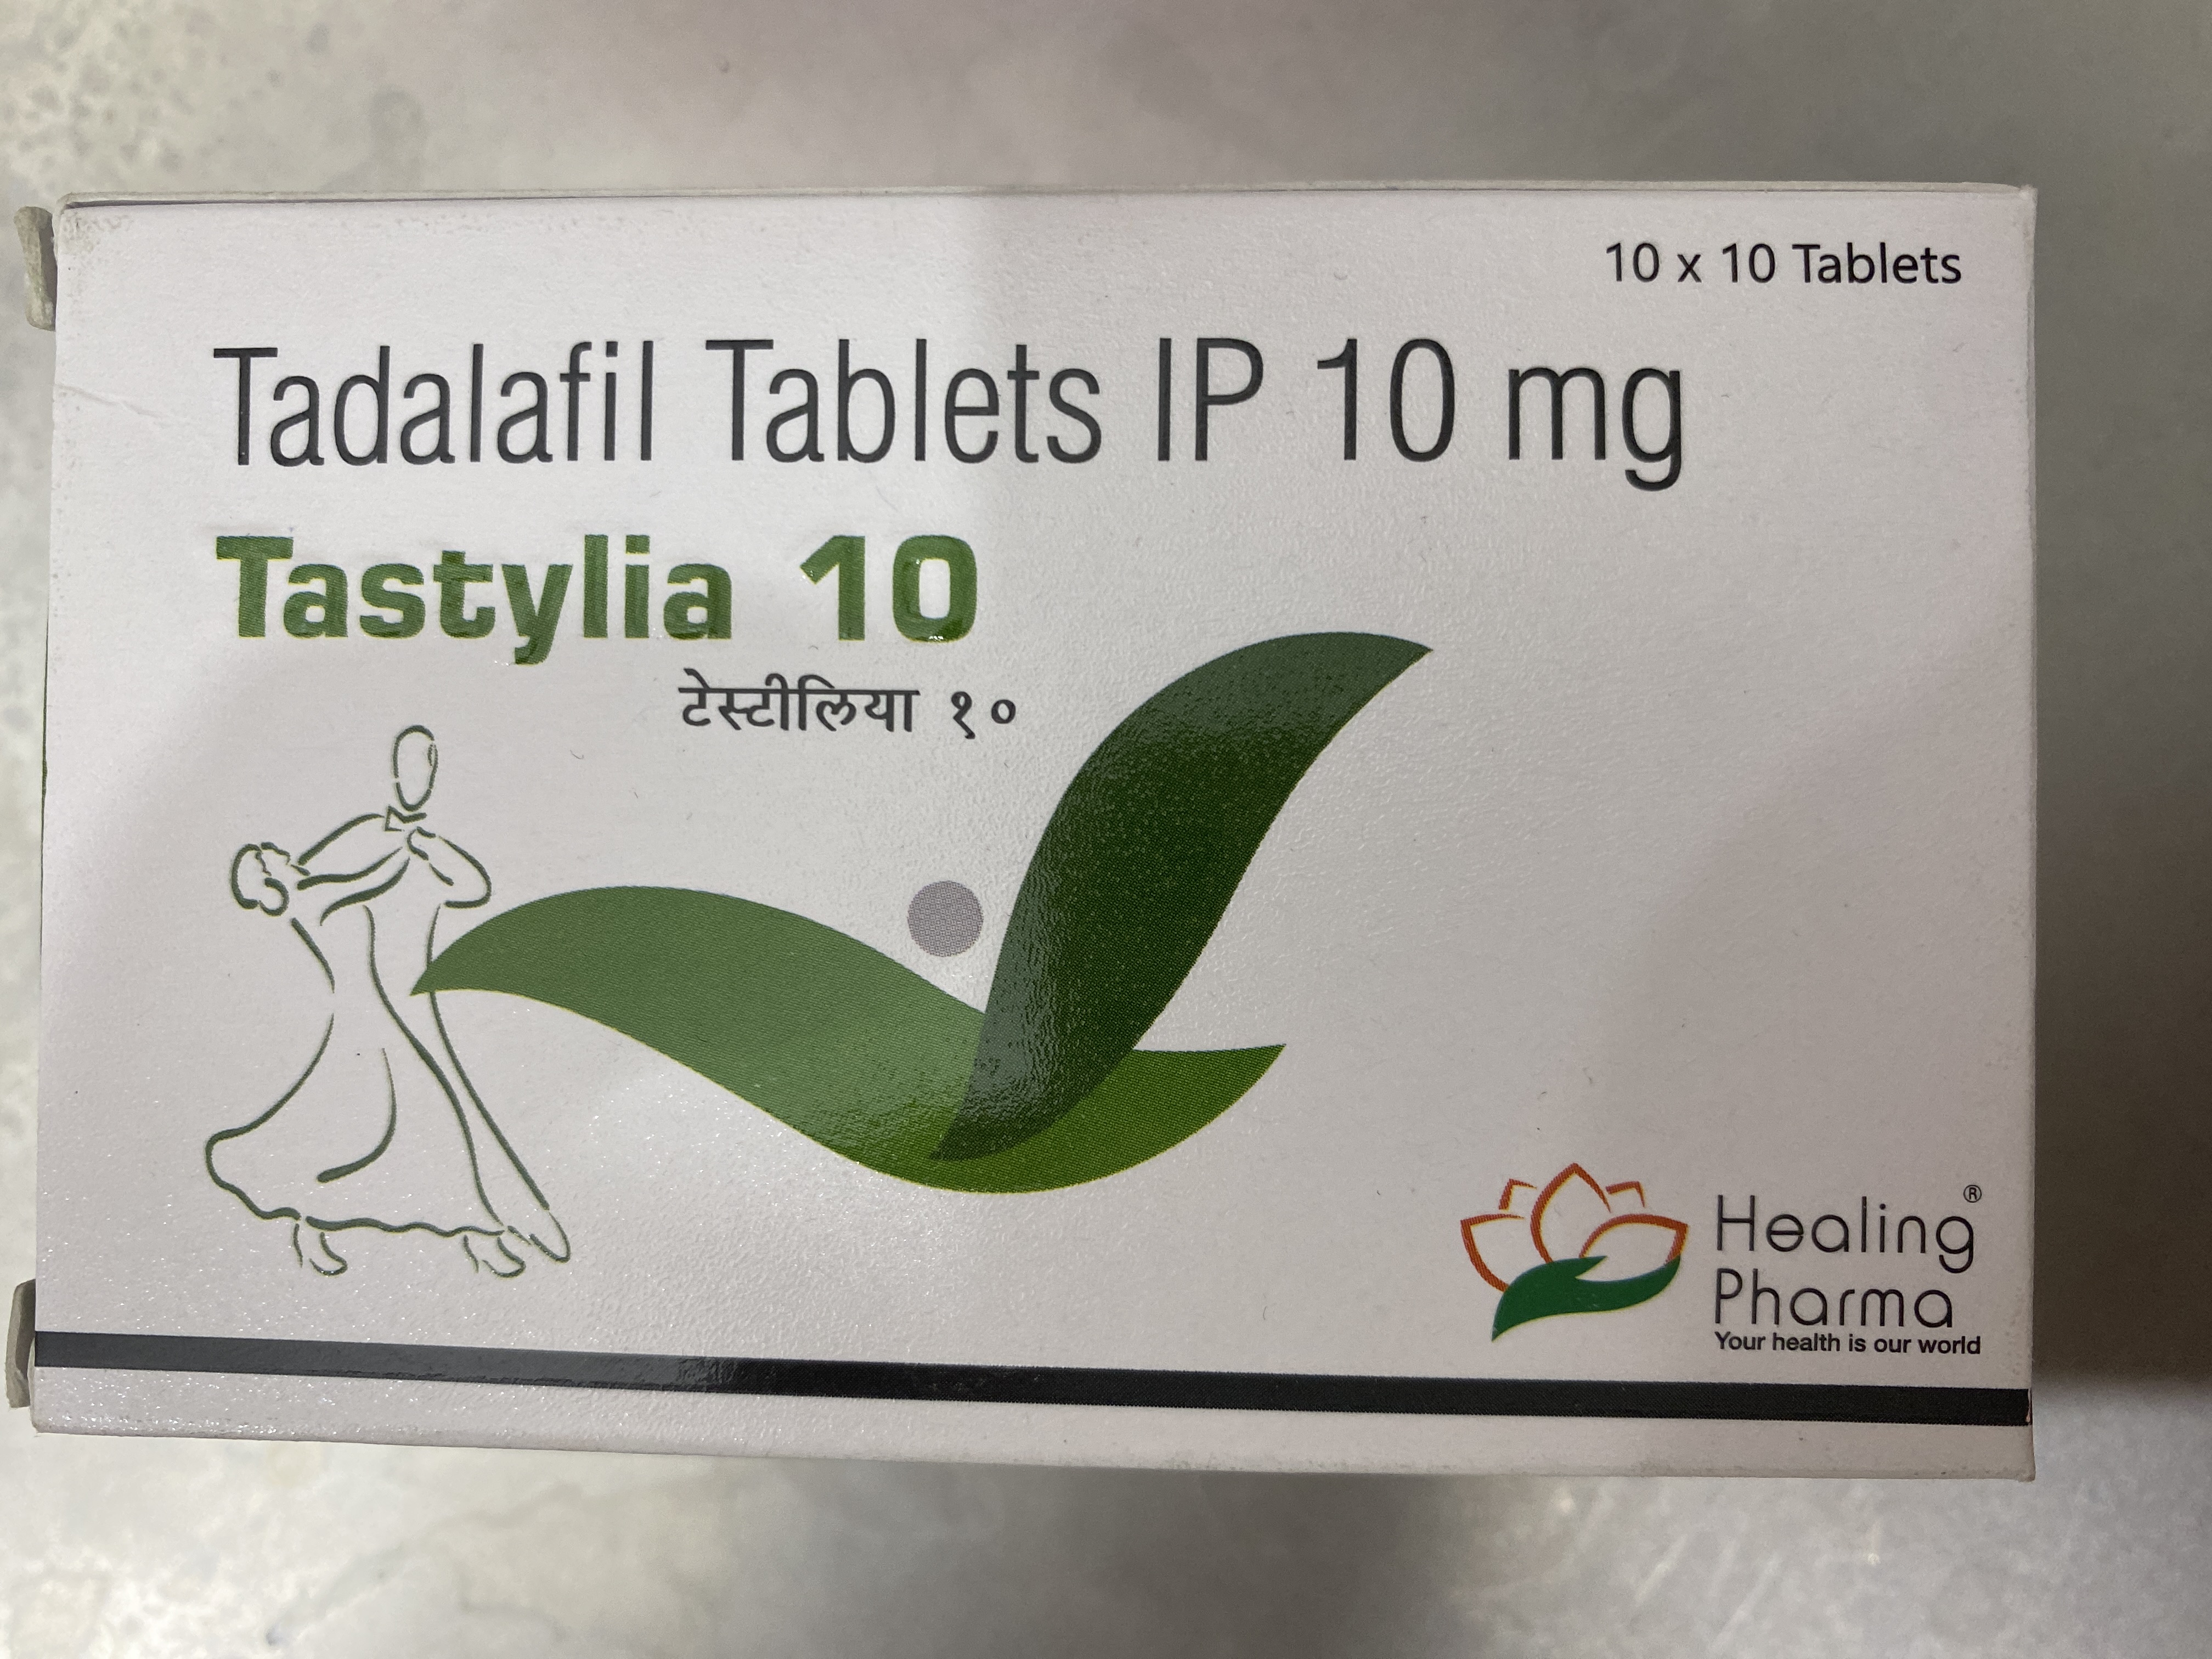 10 x 10 Tablets
Tadalafil Tablets IP 10 mg
Tastylia 10
टेस्टीलिया १०
Healing ®
Pharma
Your health is our world